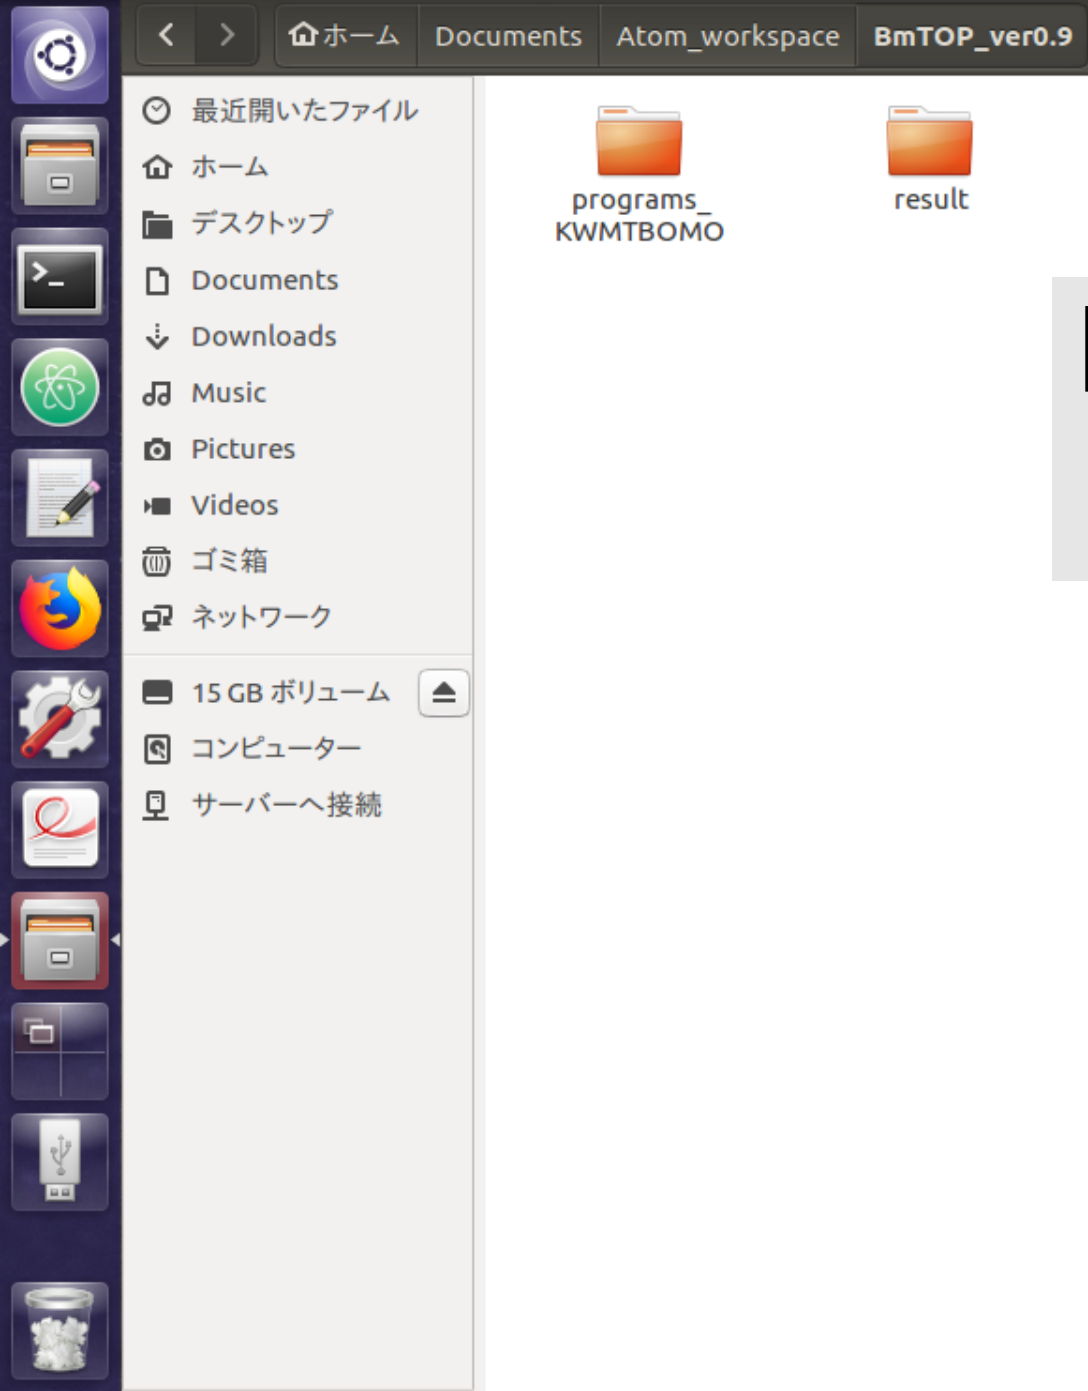 ホーム Documents Atom_workspace BmTOP_ver0.9
最近開いたファイル
ホーム
デスクトップ
Documents
Downloads
Music
Pictures
Videos
ゴミ箱
ネットワーク
15 GB ボリューム
コンピューター
サーバーへ接続
programs_
KWMTBOMO
result